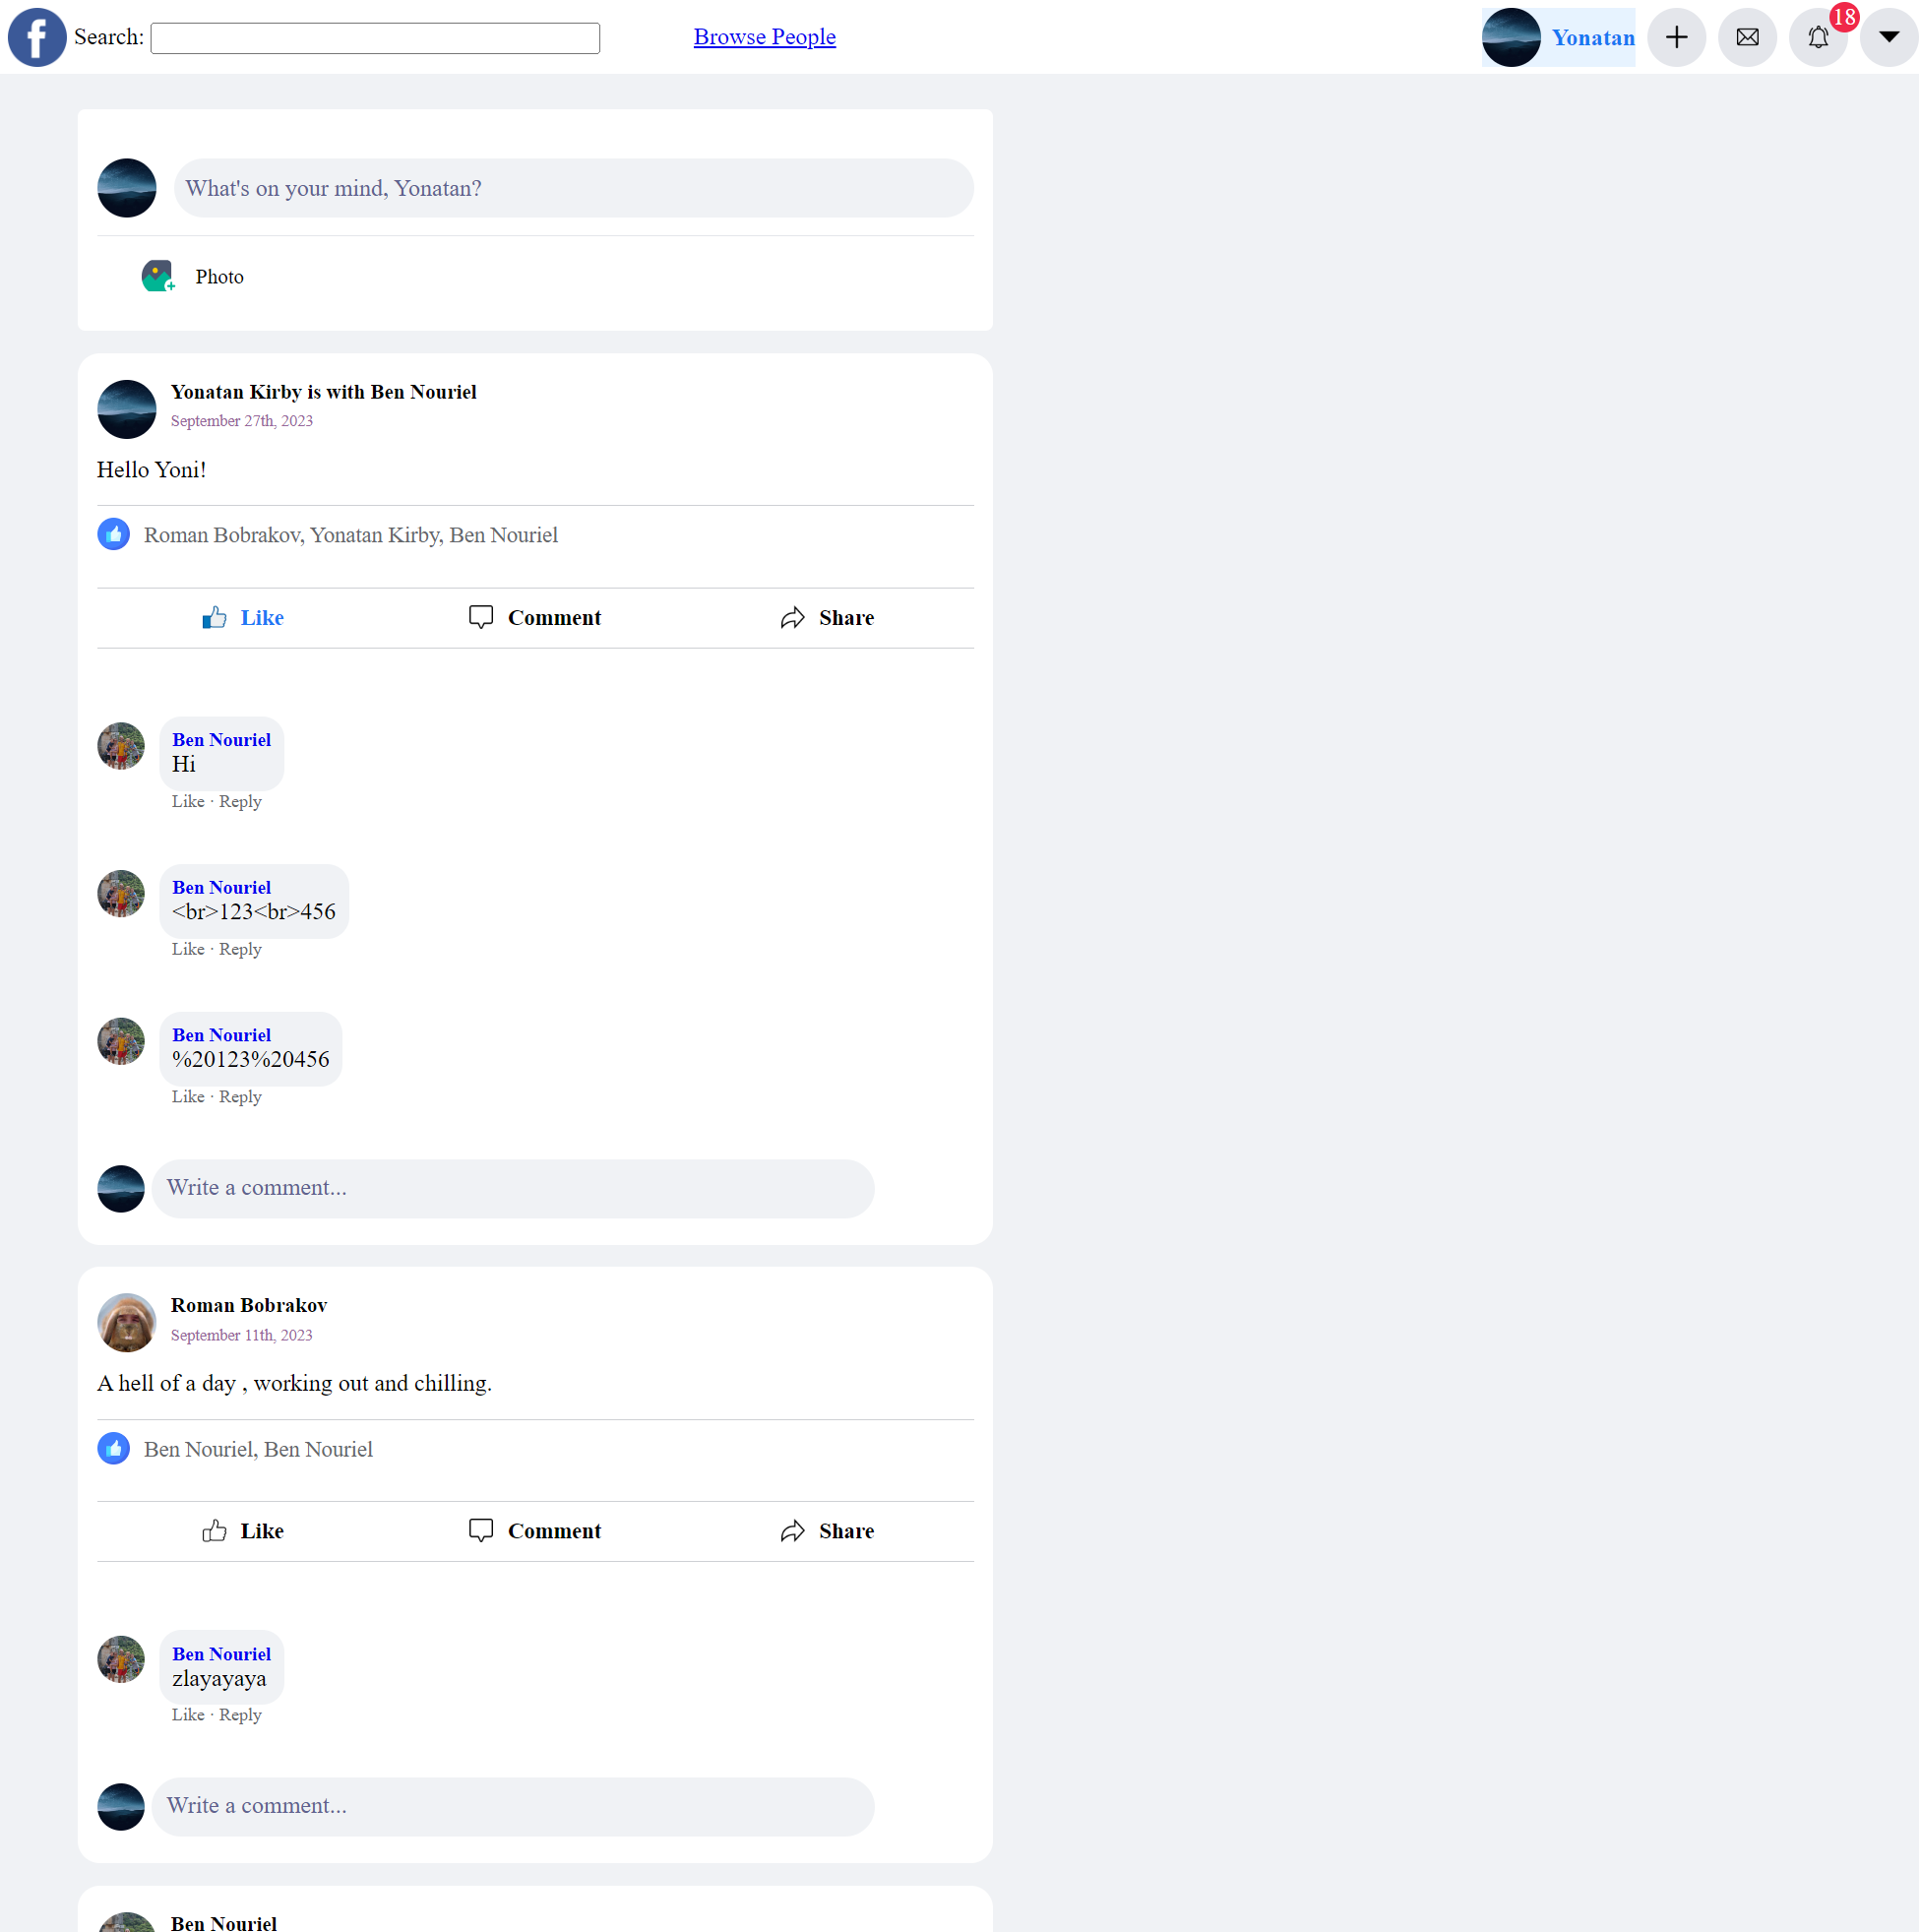 f Search: Browse People Yonatan 18
What's on your mind, Yonatan?
Photo
Yonatan Kirby is with Ben Nouriel
September 27th, 2023
Hello Yoni!
Roman Bobrakov, Yonatan Kirby, Ben Nouriel
Like Comment Share
Ben Nouriel
Hi
Like · Reply
Ben Nouriel
<br>123<br>456
Like · Reply
Ben Nouriel
%20123%20456
Like · Reply
Write a comment...
Roman Bobrakov
September 11th, 2023
A hell of a day , working out and chilling.
Ben Nouriel, Ben Nouriel
Like Comment Share
Ben Nouriel
zlayayaya
Like · Reply
Write a comment...
Ben Nouriel